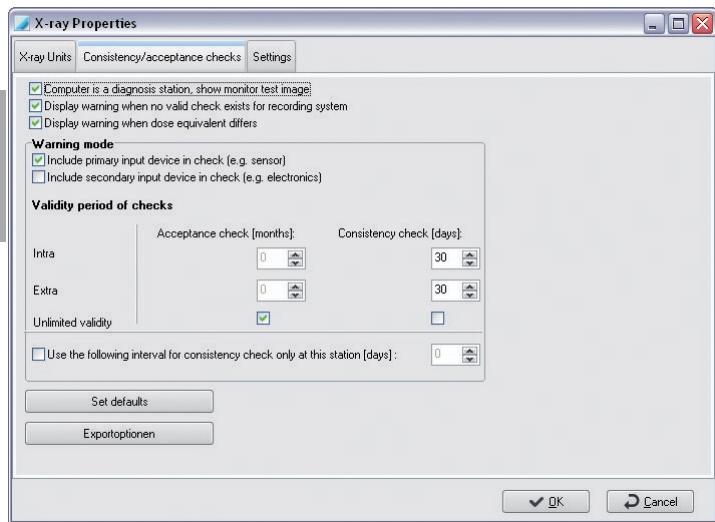 X-ray Properties
X-ray Units Consistency/acceptance checks Settings
Computer is a diagnosis station, show monitor test image
Display warning when no valid check exists for recording system
Display warning when dose equivalent differs
Warning mode
Include primary input device in check (e.g. sensor)
Include secondary input device in check (e.g. electronics)
Validity period of checks
Acceptance check [months]: Consistency check [days]:
Intra 0 30
Extra 0 30
Unlimited validity
Use the following interval for consistency check only at this station [days] : 0
Set defaults
Exportoptionen
OK Cancel